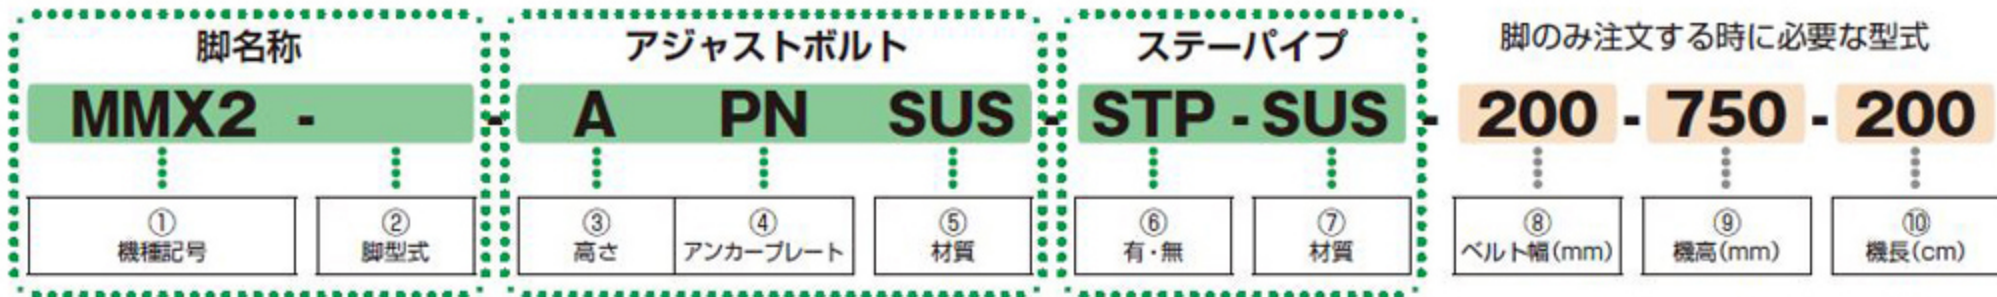 脚名称 アジャストボルト ステーパイプ 脚のみ注文する時に必要な型式
MMX2 - - A PN SUS - STP - SUS - 200 - 750 - 200
① ② ③ ④ ⑤ ⑥ ⑦ ⑧ ⑨ ⑩
機種記号 脚型式 高さ アンカープレート 材質 有・無 材質 ベルト幅(mm) 機高(mm) 機長(cm)